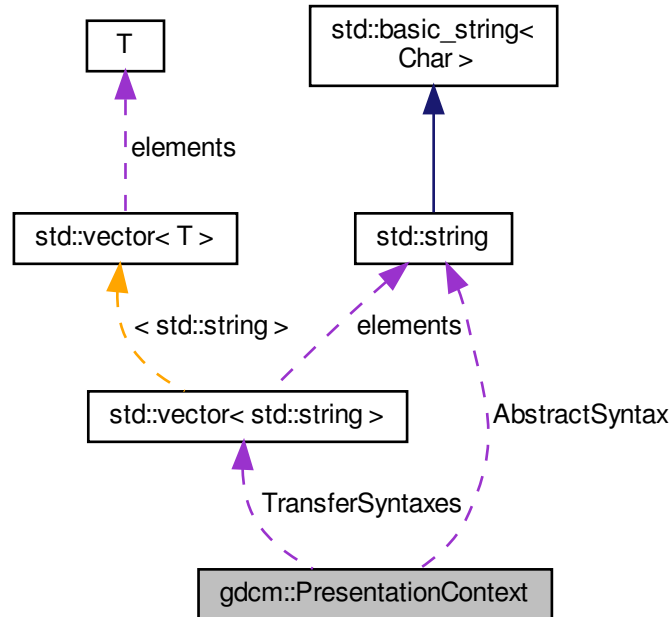 T
std::basic_string<
Char >
elements
std::vector< T >
std::string
< std::string >
elements
std::vector< std::string >
AbstractSyntax
TransferSyntaxes
gdcm::PresentationContext